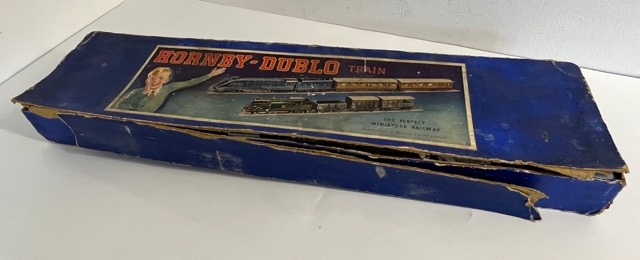 HORNBY-DUBLO TRAIN
THE PERFECT
MINIATURE RAILWAY